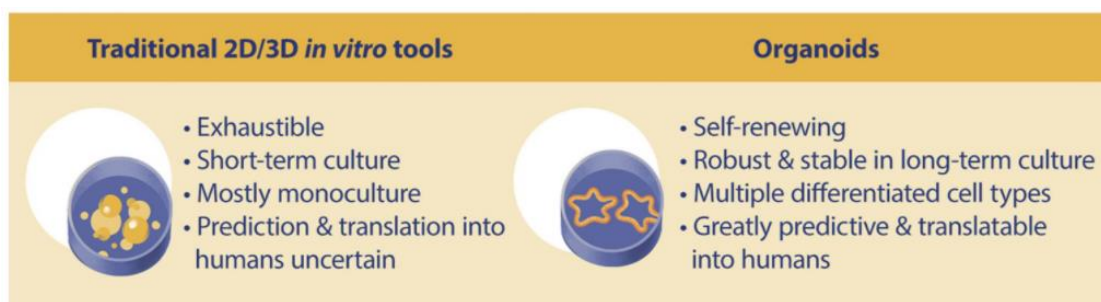 Traditional 2D/3D in vitro tools
• Exhaustible
• Short-term culture
• Mostly monoculture
• Prediction & translation into
humans uncertain
Organoids
• Self-renewing
• Robust & stable in long-term culture
• Multiple differentiated cell types
• Greatly predictive & translatable
into humans